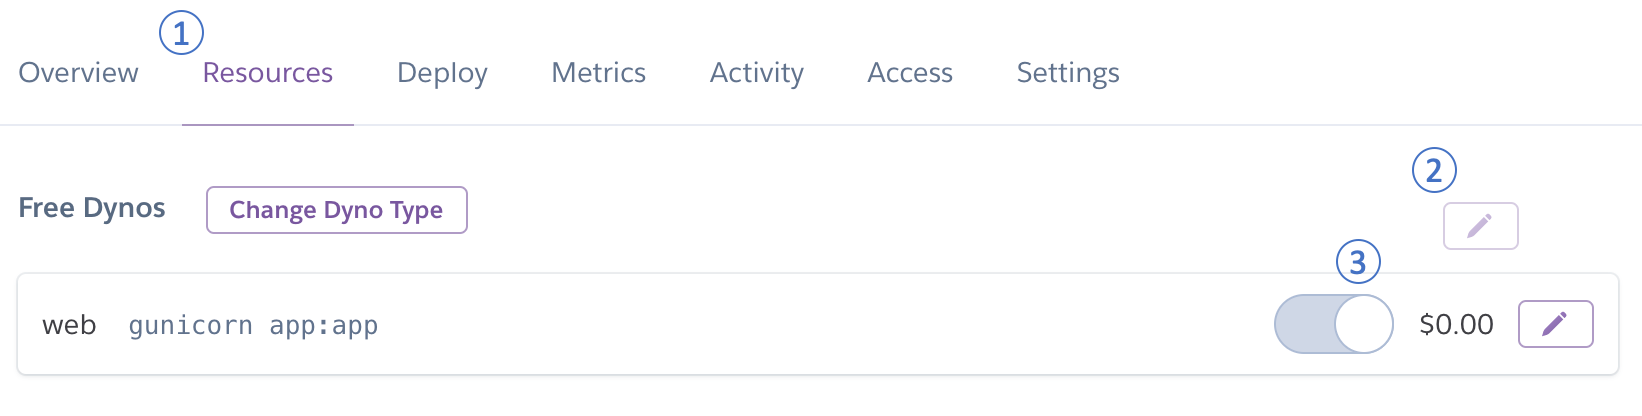 1
Overview Resources Deploy Metrics Activity Access Settings
2
Free Dynos Change Dyno Type
3
web gunicorn app:app $0.00